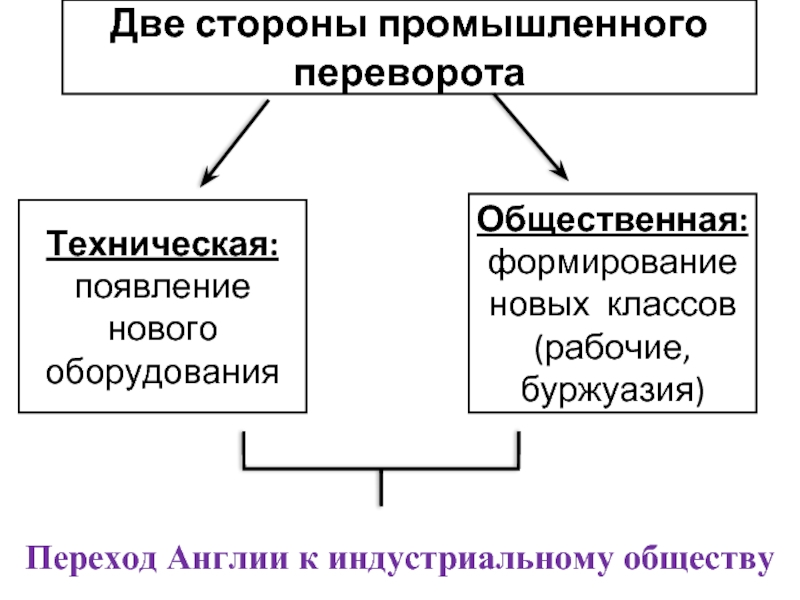 Две стороны промышленного
переворота
Техническая:
появление
нового
оборудования
Общественная:
формирование
новых классов
(рабочие,
буржуазия)
Переход Англии к индустриальному обществу